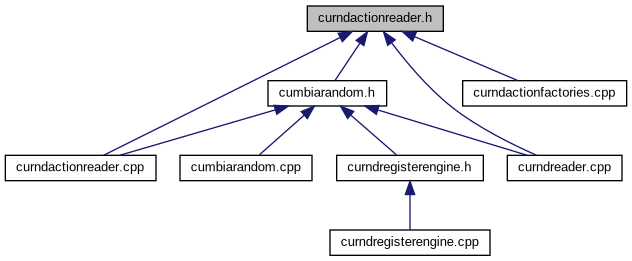 curndactionreader.h
cumbiarandom.h
curndactionfactories.cpp
curndactionreader.cpp
cumbiarandom.cpp
curndregisterengine.h
curndreader.cpp
curndregisterengine.cpp